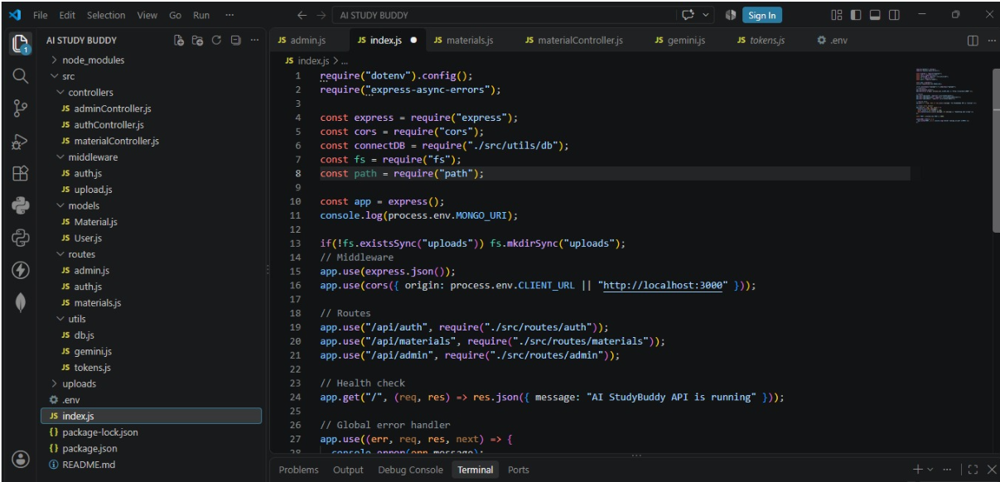 File Edit Selection View Go Run ···
AI STUDY BUDDY
Sign In
AI STUDY BUDDY
1
node_modules
src
controllers
JS adminController.js
JS authController.js
JS materialController.js
middleware
JS auth.js
JS upload.js
models
JS Material.js
JS User.js
routes
JS admin.js
JS auth.js
JS materials.js
utils
JS db.js
JS gemini.js
JS tokens.js
uploads
.env
JS index.js
{} package-lock.json
{} package.json
README.md
JS admin.js JS index.js JS materials.js JS materialController.js JS gemini.js JS tokens.js .env
JS index.js > ...
1 require("dotenv").config();
2 require("express-async-errors");
3
4 const express = require("express");
5 const cors = require("cors");
6 const connectDB = require("./src/utils/db");
7 const fs = require("fs");
8 const path = require("path");
9
10 const app = express();
11 console.log(process.env.MONGO_URI);
12
13 if(!fs.existsSync("uploads")) fs.mkdirSync("uploads");
14 // Middleware
15 app.use(express.json());
16 app.use(cors({ origin: process.env.CLIENT_URL || "http://localhost:3000" }));
17
18 // Routes
19 app.use("/api/auth", require("./src/routes/auth"));
20 app.use("/api/materials", require("./src/routes/materials"));
21 app.use("/api/admin", require("./src/routes/admin"));
22
23 // Health check
24 app.get("/", (req, res) => res.json({ message: "AI StudyBuddy API is running" }));
25
26 // Global error handler
27 app.use((err, req, res, next) => {
28 console.error(err.message);
Problems Output Debug Console Terminal Ports